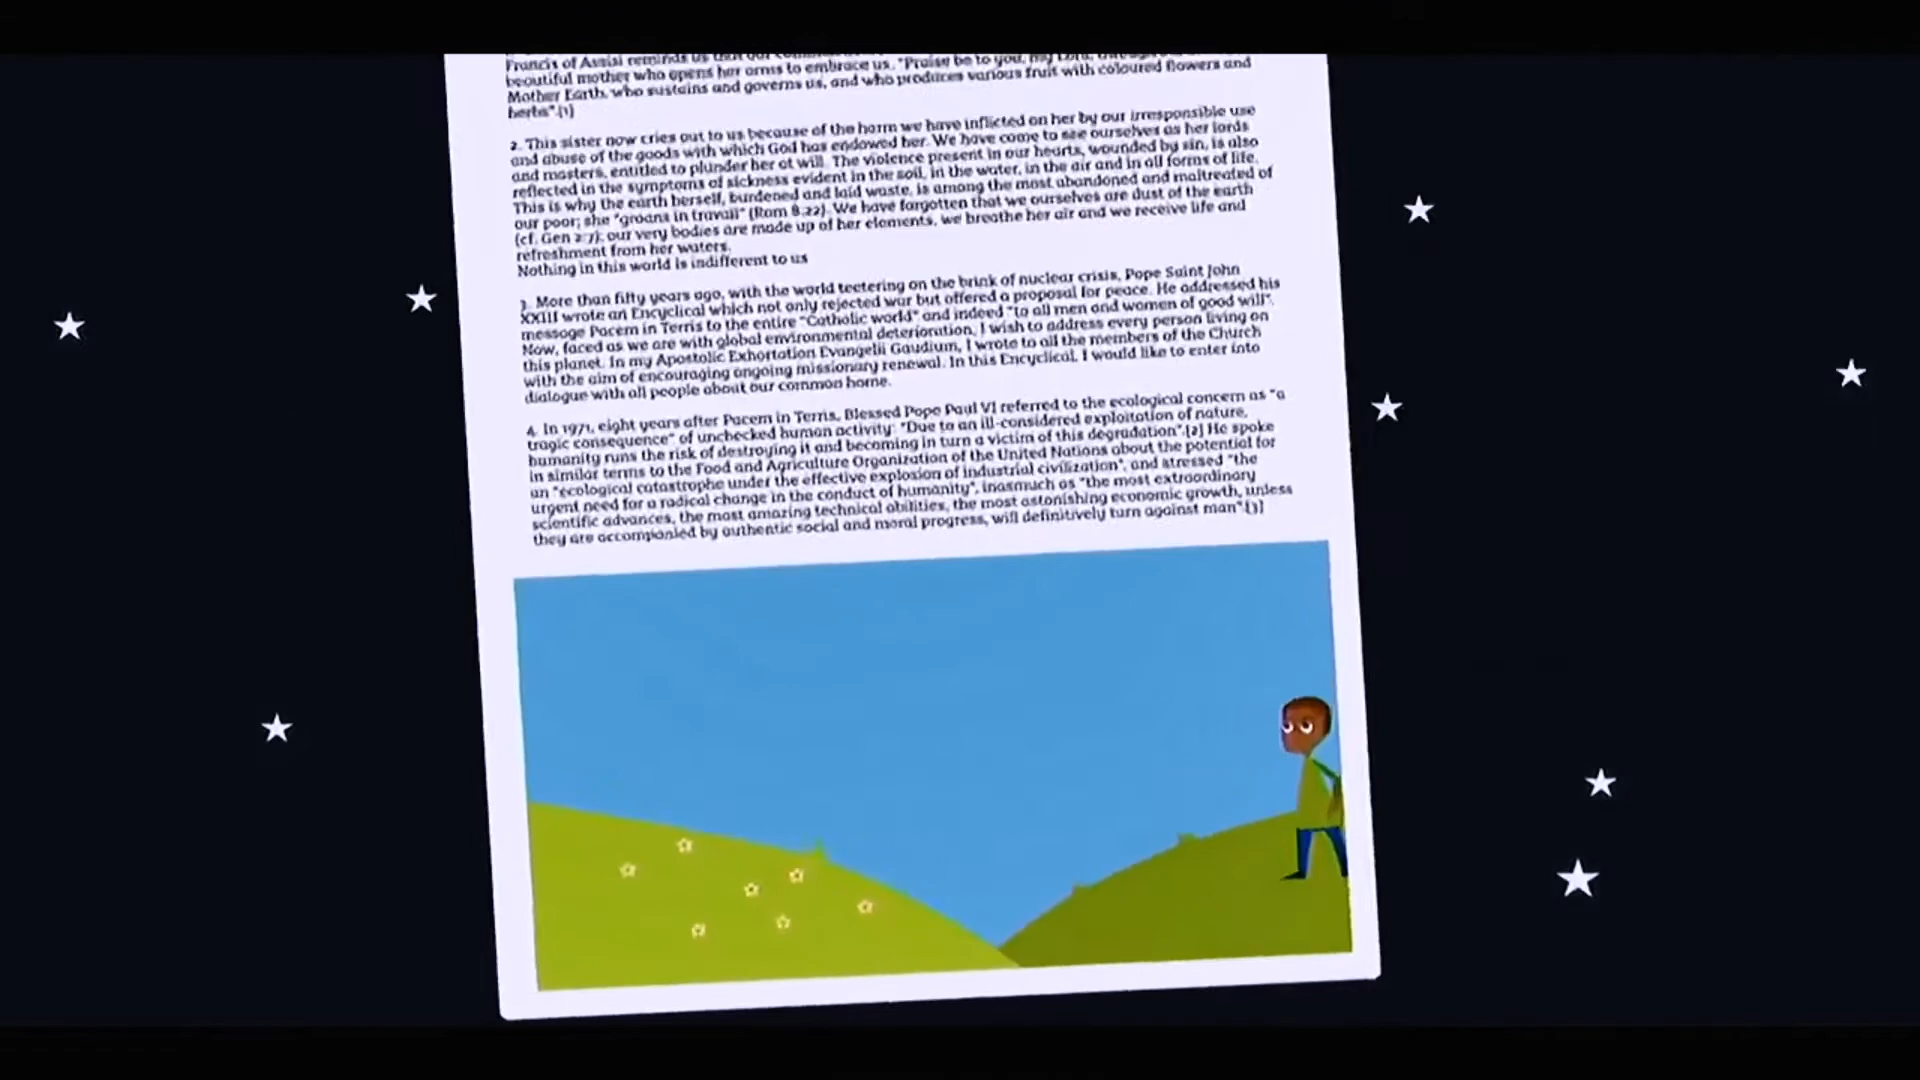 Francis of Assisi reminds us that our
beautiful mother who opens her arms to embrace us. "Praise be to you, my Lord, through
Mother Earth, who sustains and governs us, and who produces various fruit with coloured flowers and
herbs".[1]
2. This sister now cries out to us because of the harm we have inflicted on her by our irresponsible use
and abuse of the goods with which God has endowed her. We have come to see ourselves as her lords
and masters, entitled to plunder her at will. The violence present in our hearts, wounded by sin, is also
reflected in the symptoms of sickness evident in the soil, in the water, in the air and in all forms of life.
This is why the earth herself, burdened and laid waste, is among the most abandoned and maltreated of
our poor; she "groans in travail" (Rom 8:22). We have forgotten that we ourselves are dust of the earth
(cf. Gen 2:7); our very bodies are made up of her elements, we breathe her air and we receive life and
refreshment from her waters.
Nothing in this world is indifferent to us
3. More than fifty years ago, with the world teetering on the brink of nuclear crisis, Pope Saint John
XXIII wrote an Encyclical which not only rejected war but offered a proposal for peace. He addressed his
message Pacem in Terris to the entire "Catholic world" and indeed "to all men and women of good will".
Now, faced as we are with global environmental deterioration, I wish to address every person living on
this planet. In my Apostolic Exhortation Evangelii Gaudium, I wrote to all the members of the Church
with the aim of encouraging ongoing missionary renewal. In this Encyclical, I would like to enter into
dialogue with all people about our common home.
4. In 1971, eight years after Pacem in Terris, Blessed Pope Paul VI referred to the ecological concern as "a
tragic consequence" of unchecked human activity: "Due to an ill-considered exploitation of nature,
humanity runs the risk of destroying it and becoming in turn a victim of this degradation".[2] He spoke
in similar terms to the Food and Agriculture Organization of the United Nations about the potential for
an "ecological catastrophe under the effective explosion of industrial civilization", and stressed "the
urgent need for a radical change in the conduct of humanity", inasmuch as "the most extraordinary
scientific advances, the most amazing technical abilities, the most astonishing economic growth, unless
they are accompanied by authentic social and moral progress, will definitively turn against man".[3]